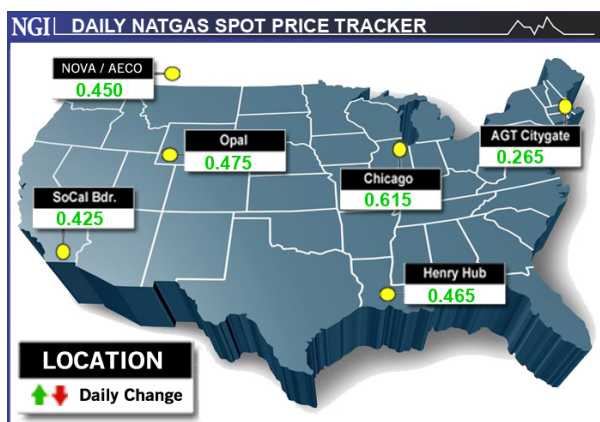 NGI DAILY NATGAS SPOT PRICE TRACKER
NOVA / AECO
0.450
Opal
0.475
AGT Citygate
0.265
Chicago
0.615
SoCal Bdr.
0.425
Henry Hub
0.465
LOCATION
Daily Change